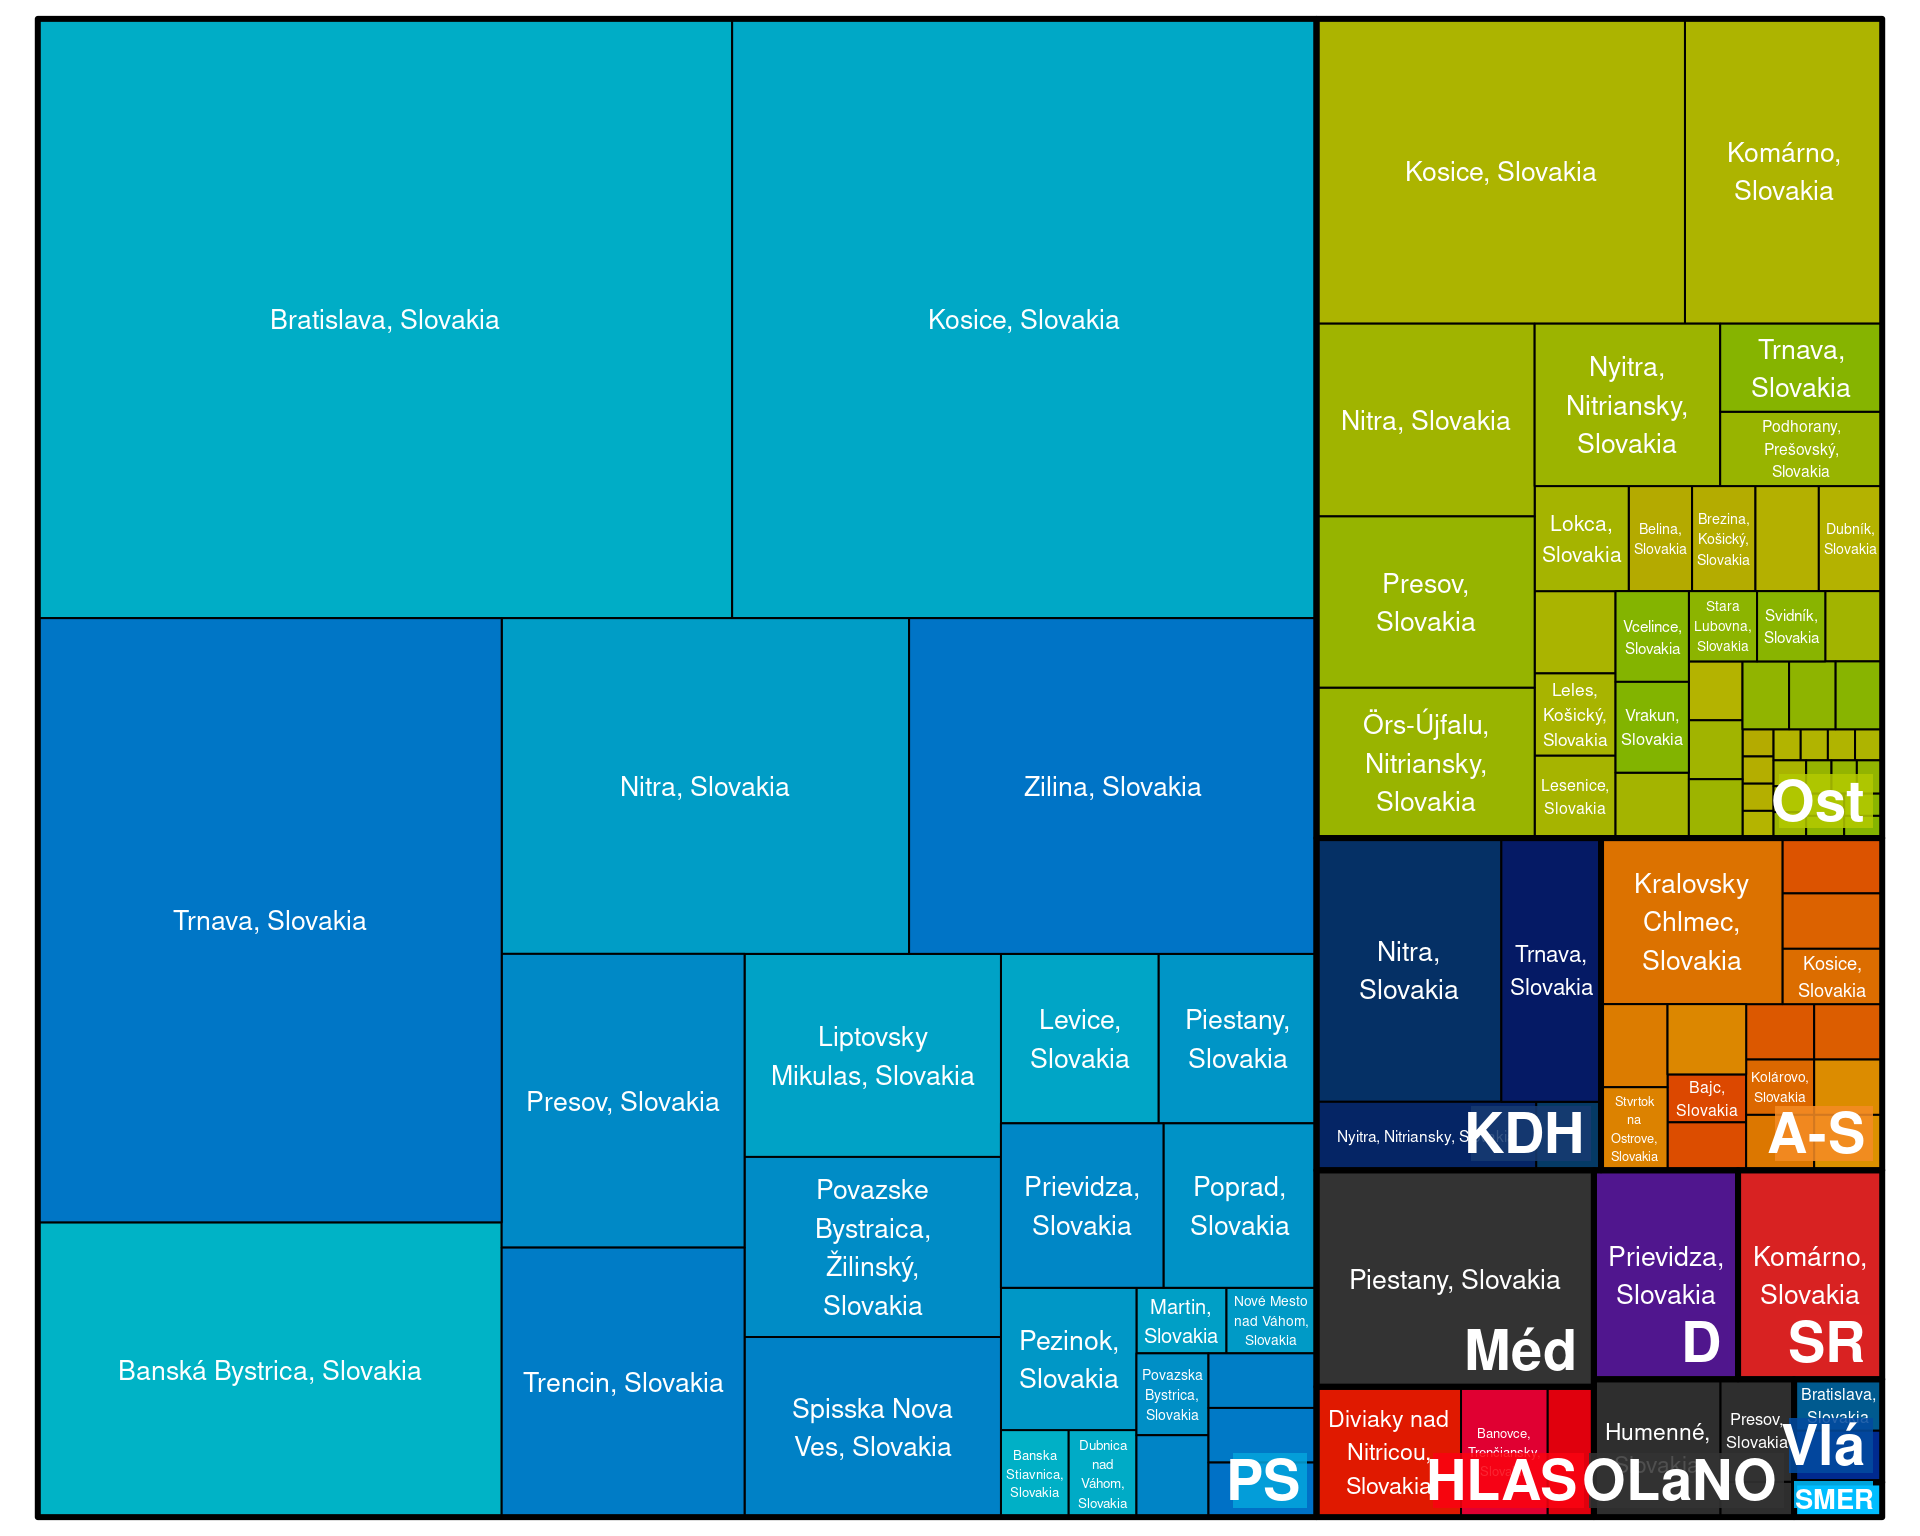 Bratislava, Slovakia
Kosice, Slovakia
Trnava, Slovakia
Nitra, Slovakia
Zilina, Slovakia
Banská Bystrica, Slovakia
Presov, Slovakia
Trencin, Slovakia
Liptovsky
Mikulas, Slovakia
Povazske
Bystraica,
Žilinský,
Slovakia
Spisska Nova
Ves, Slovakia
Levice,
Slovakia
Piestany,
Slovakia
Prievidza,
Slovakia
Poprad,
Slovakia
Pezinok,
Slovakia
Martin,
Slovakia
Nové Mesto
nad Váhom,
Slovakia
Povazska
Bystrica,
Slovakia
Banska
Stiavnica,
Slovakia
Dubnica
nad
Váhom,
Slovakia
PS
Kosice, Slovakia
Komárno,
Slovakia
Nitra, Slovakia
Nyitra,
Nitriansky,
Slovakia
Trnava,
Slovakia
Podhorany,
Prešovský,
Slovakia
Presov,
Slovakia
Lokca,
Slovakia
Belina,
Slovakia
Brezina,
Košický,
Slovakia
Dubník,
Slovakia
Örs-Újfalu,
Nitriansky,
Slovakia
Vcelince,
Slovakia
Stara
Lubovna,
Slovakia
Svidník,
Slovakia
Leles,
Košický,
Slovakia
Vrakun,
Slovakia
Lesenice,
Slovakia
Ost
Nitra,
Slovakia
Trnava,
Slovakia
Nyitra, Nitriansky,
KDH
Kralovsky
Chlmec,
Slovakia
Kosice,
Slovakia
Stvrtok
na
Ostrove,
Slovakia
Bajc,
Slovakia
Kolárovo,
Slovakia
A-S
Piestany, Slovakia
Méd
Prievidza,
Slovakia
D
Komárno,
Slovakia
SR
Diviaky nad
Nitricou,
Slovakia
Banovce,
Trenčiansky,
Slovakia
HLAS
Humenné,
Slovakia
Presov,
Slovakia
OLaNO
Bratislava,
Slovakia
Vlá
SMER